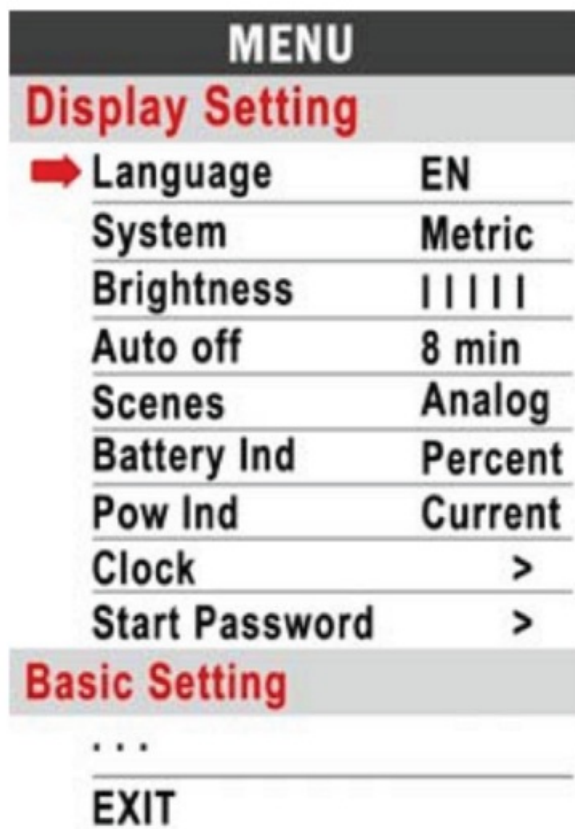 MENU
Display Setting
Language EN
System Metric
Brightness | | | | |
Auto off 8 min
Scenes Analog
Battery Ind Percent
Pow Ind Current
Clock >
Start Password >
Basic Setting
...
EXIT